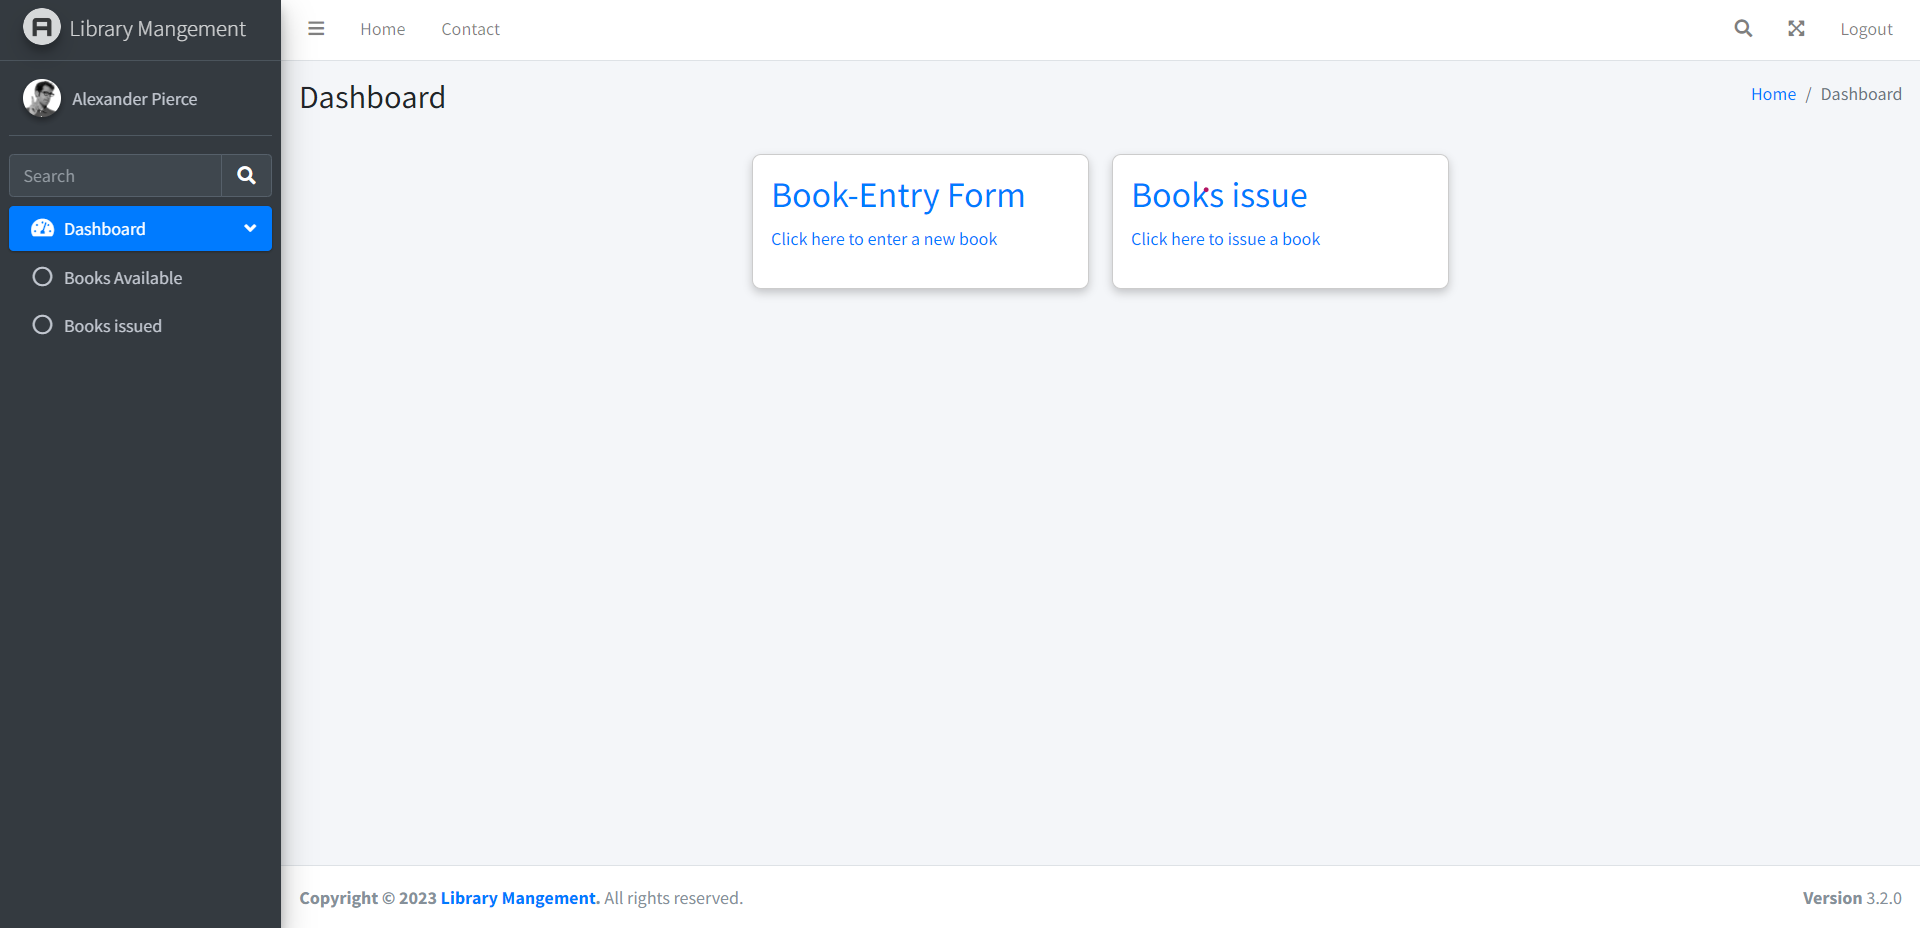 Library Mangement
Home
Contact
Logout
Alexander Pierce
Search
Dashboard
Books Available
Books issued
Dashboard
Home / Dashboard
Book-Entry Form
Click here to enter a new book
Books issue
Click here to issue a book
Copyright © 2023 Library Mangement. All rights reserved.
Version 3.2.0